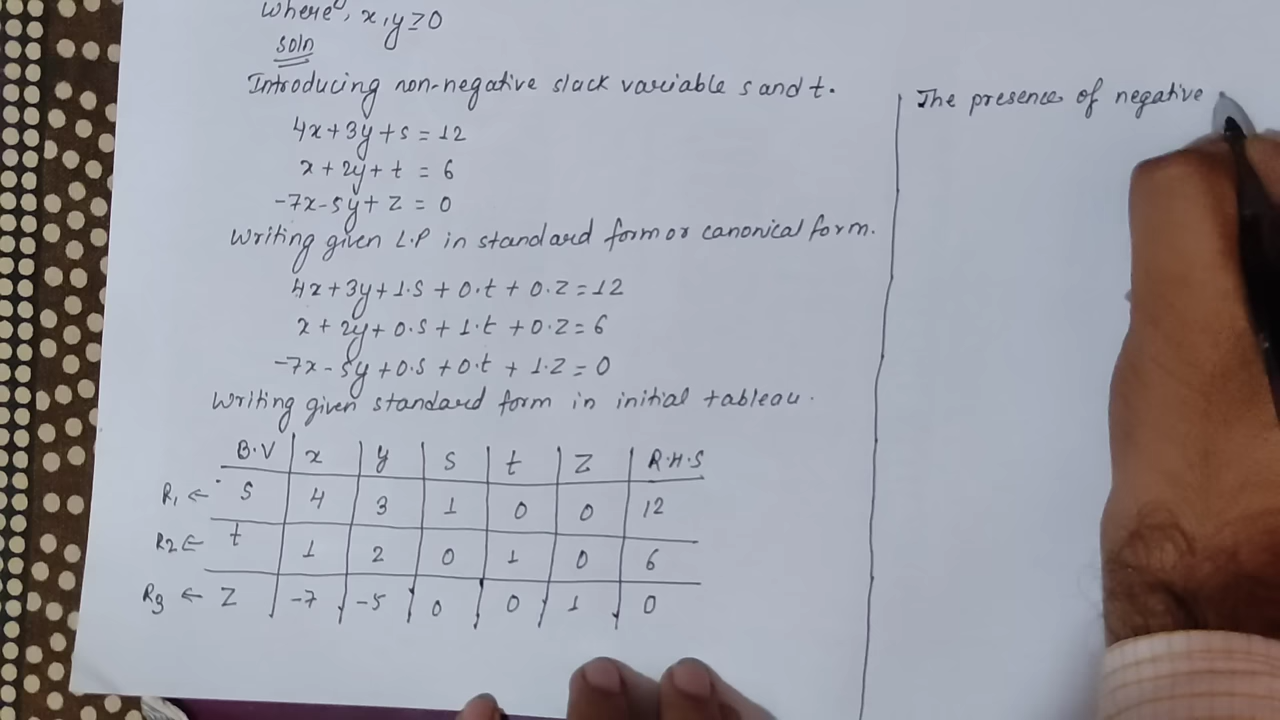 where, x,y≥0
soln
Introducing non-negative slack variable s and t.
4x+3y+s=12
x+2y+t=6
-7x-5y+z=0
Writing given L.P in standard form or canonical form.
4x+3y+1.s+0.t+0.z=12
x+2y+0.s+1.t+0.z=6
-7x-5y+0.s+0.t+1.z=0
Writing given standard form in initial tableau.
B.V x y s t z R.H.S
R1 ← s 4 3 1 0 0 12
R2 ← t 1 2 0 1 0 6
R3 ← z -7 -5 0 0 1 0
The presence of negative